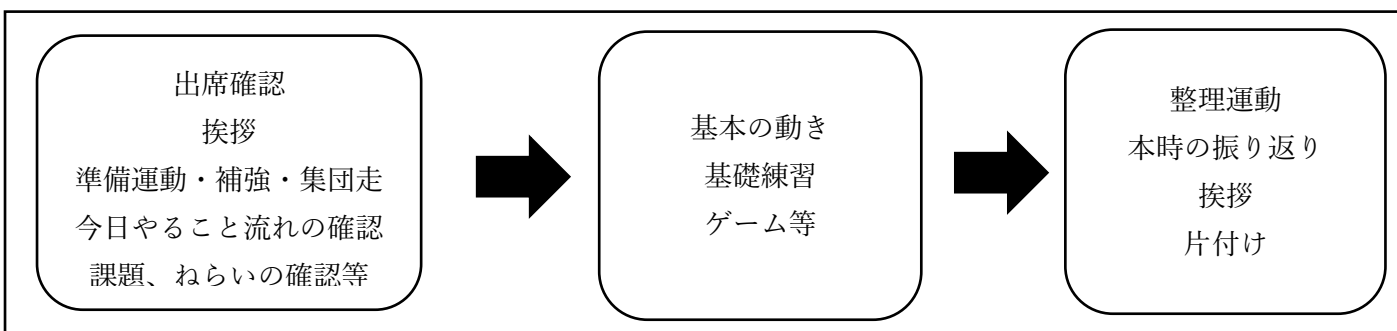 出席確認
挨拶
準備運動・補強・集団走
今日やること流れの確認
課題、ねらいの確認等
基本の動き
基礎練習
ゲーム等
整理運動
本時の振り返り
挨拶
片付け